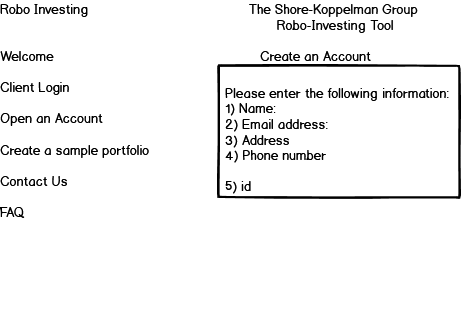 Robo Investing
The Shore-Koppelman Group
Robo-Investing Tool
Welcome
Client Login
Open an Account
Create a sample portfolio
Contact Us
FAQ
Create an Account
Please enter the following information:
1) Name:
2) Email address:
3) Address
4) Phone number
5) id